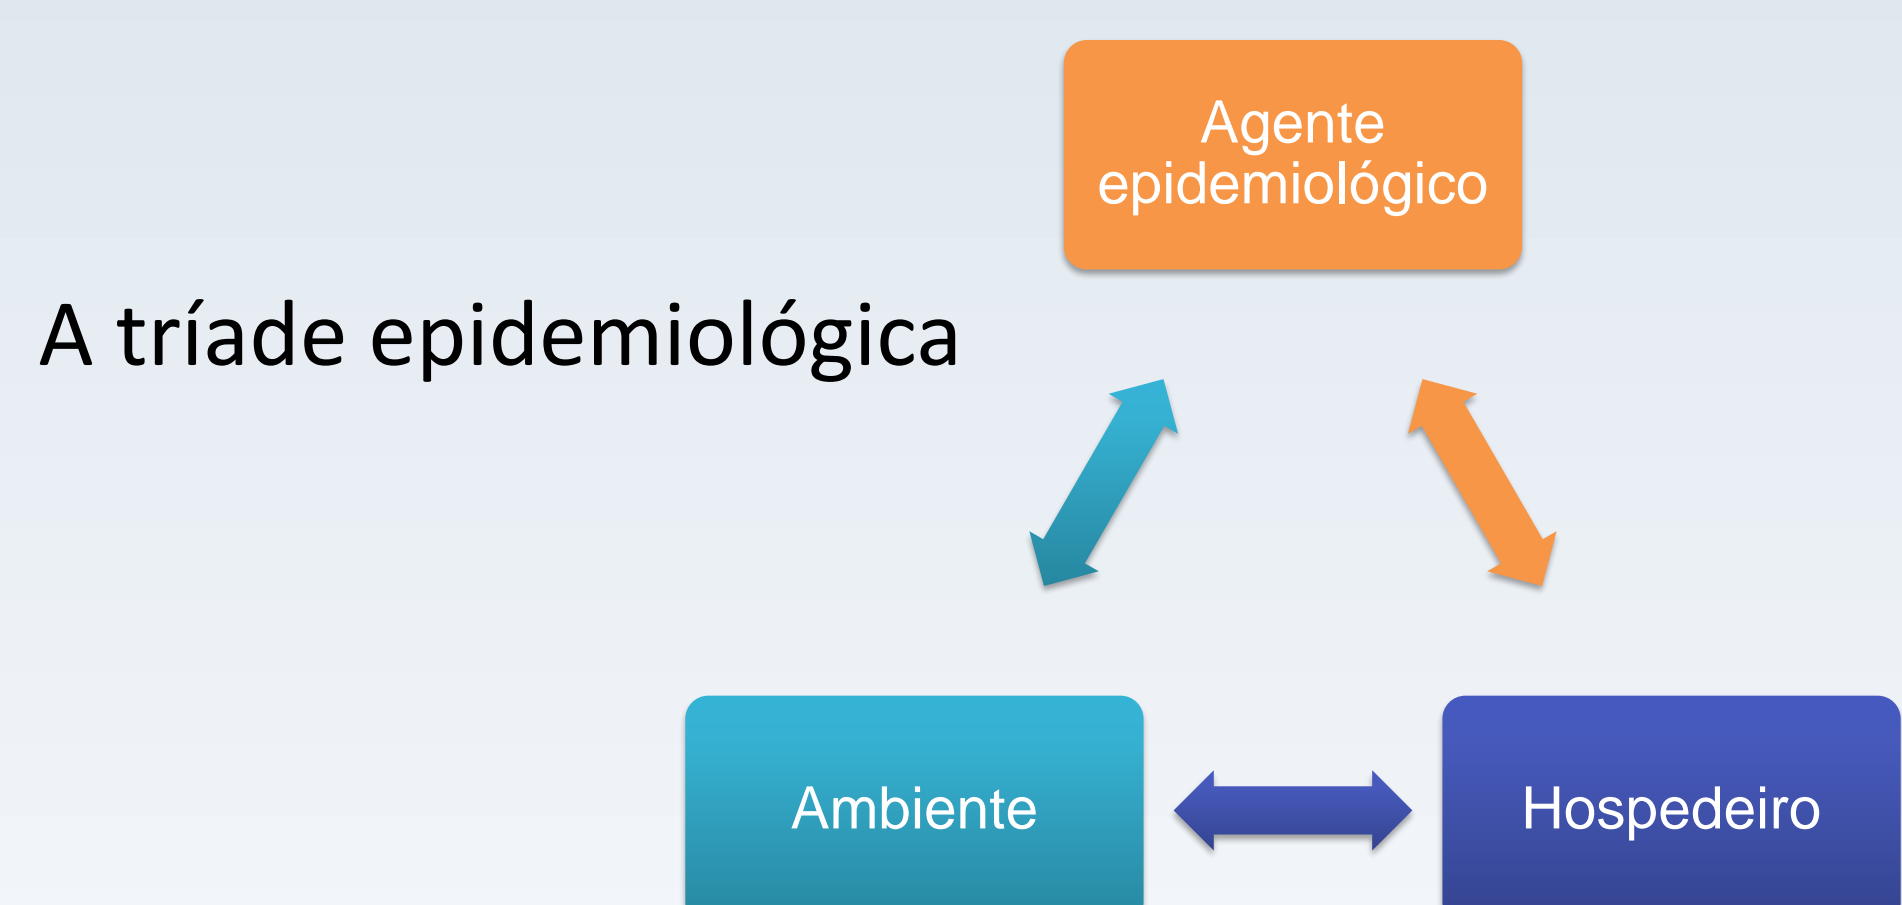 Agente
epidemiológico
A tríade epidemiológica
Ambiente
Hospedeiro